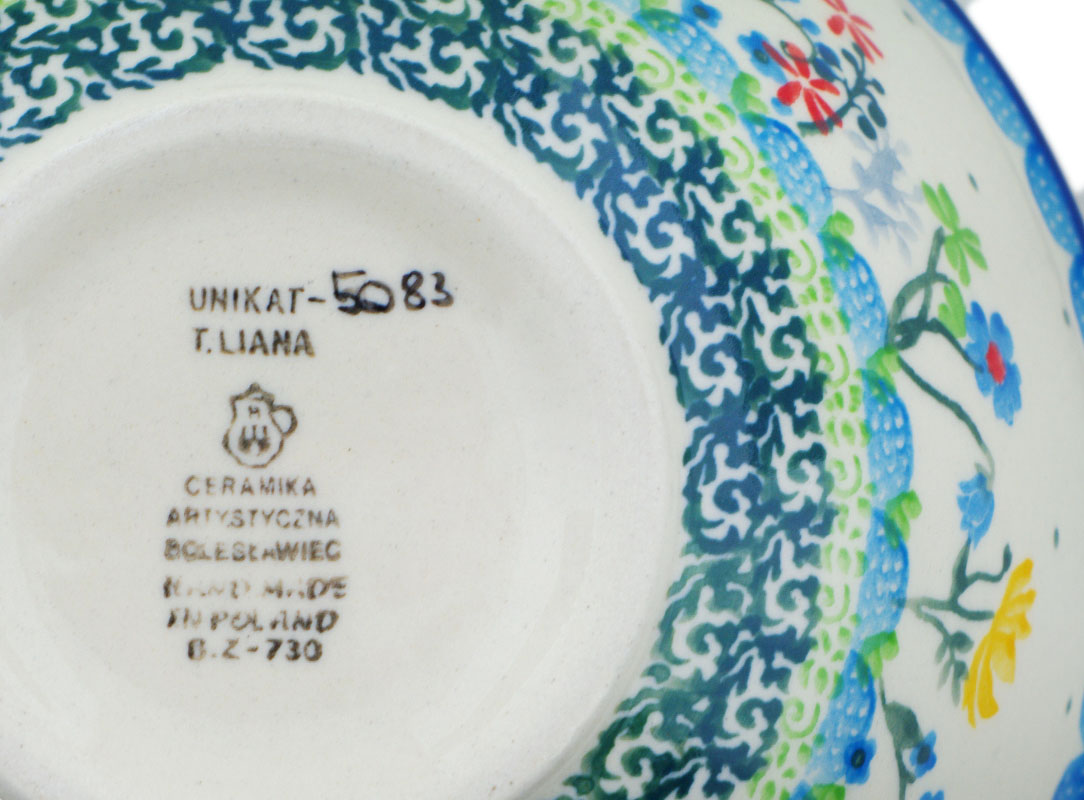 UNIKAT-5083
T. LIANA
CERAMIKA
ARTYSTYCZNA
BOLESŁAWIEC
HAND MADE
IN POLAND
B.Z-730